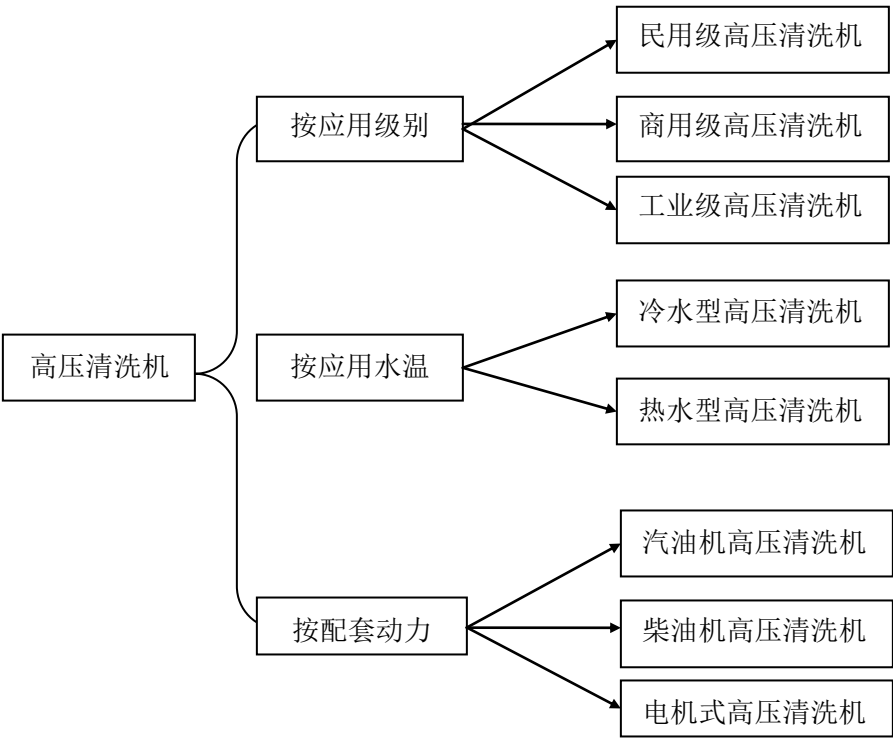 高压清洗机
按应用级别
民用级高压清洗机
商用级高压清洗机
工业级高压清洗机
按应用水温
冷水型高压清洗机
热水型高压清洗机
按配套动力
汽油机高压清洗机
柴油机高压清洗机
电机式高压清洗机